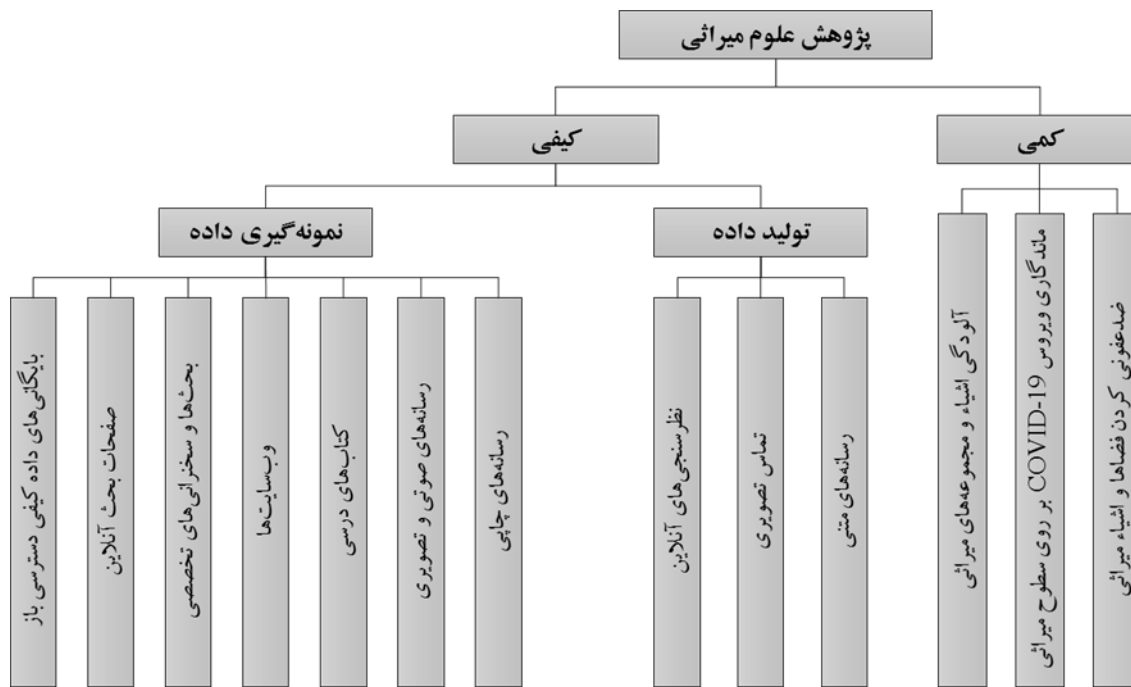 پژوهش علوم میراثی
کمی
کیفی
تولید داده
نمونه‌گیری داده
ضدعفونی کردن فضاها و اشیاء میراثی
ماندگاری ویروس COVID-19 بر روی سطوح میراثی
آلودگی اشیاء و مجموعه‌های میراثی
رسانه‌های متنی
تماس تصویری
نظرسنجی‌های آنلاین
رسانه‌های چاپی
رسانه‌های صوتی و تصویری
کتاب‌های درسی
وب‌سایت‌ها
بحث‌ها و سخنرانی‌های تخصصی
صفحات بحث آنلاین
بایگانی‌های داده کیفی دسترسی باز